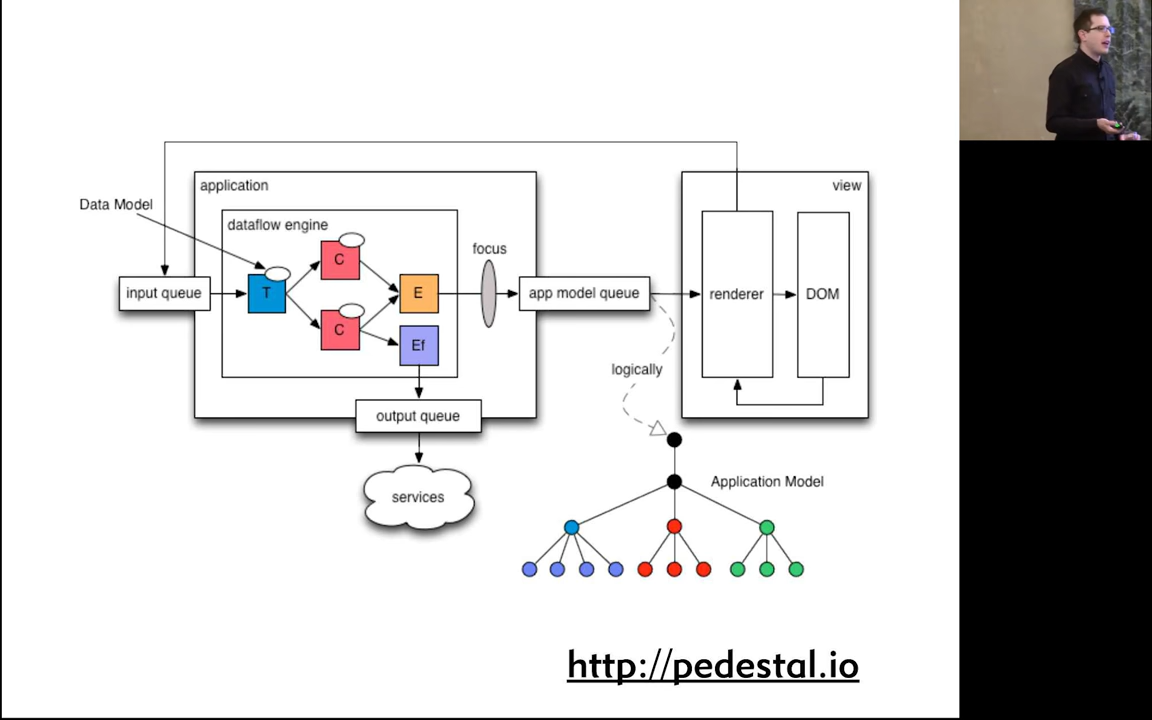 application
view
Data Model
dataflow engine
C
focus
input queue
T
E
app model queue
renderer
DOM
C
Ef
logically
output queue
Application Model
services
http://pedestal.io